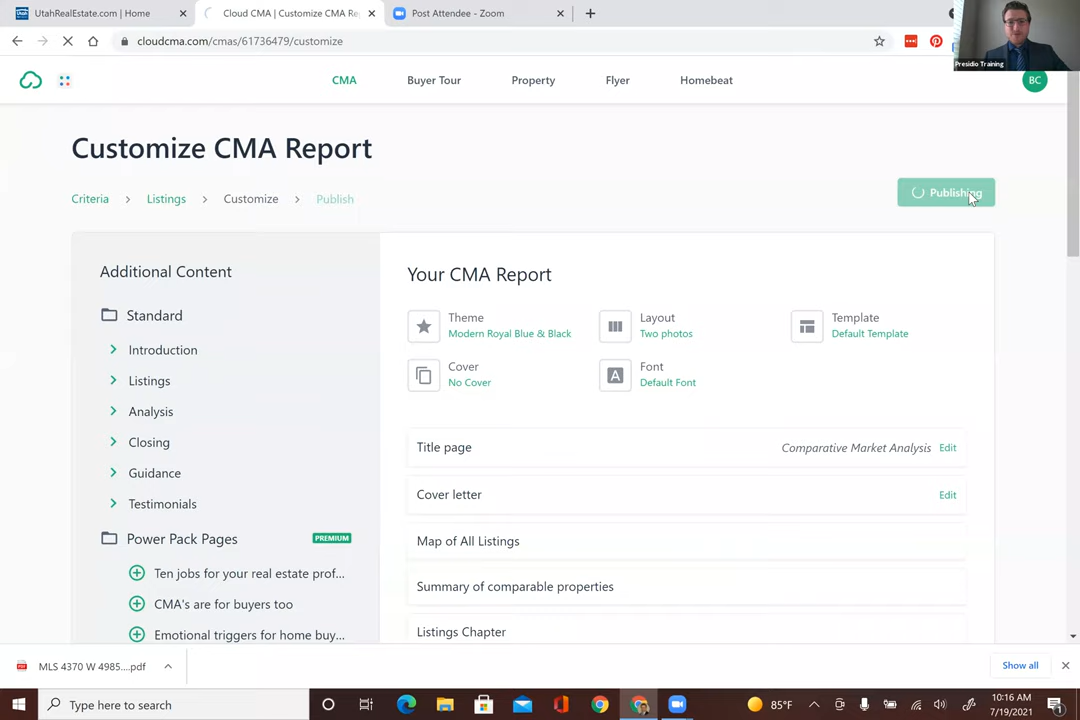 UtahRealEstate.com | Home
Cloud CMA | Customize CMA Rep
Post Attendee - Zoom
cloudcma.com/cmas/61736479/customize
Presidio Training
CMA
Buyer Tour
Property
Flyer
Homebeat
BC
Customize CMA Report
Criteria > Listings > Customize > Publish
Publishing
Additional Content
Standard
Introduction
Listings
Analysis
Closing
Guidance
Testimonials
Power Pack Pages PREMIUM
Ten jobs for your real estate prof...
CMA's are for buyers too
Emotional triggers for home buy...
Your CMA Report
Theme
Modern Royal Blue & Black
Layout
Two photos
Template
Default Template
Cover
No Cover
A
Font
Default Font
Title page Comparative Market Analysis Edit
Cover letter Edit
Map of All Listings
Summary of comparable properties
Listings Chapter
MLS 4370 W 4985....pdf
Show all
Type here to search
85°F
10:16 AM
7/19/2021
1